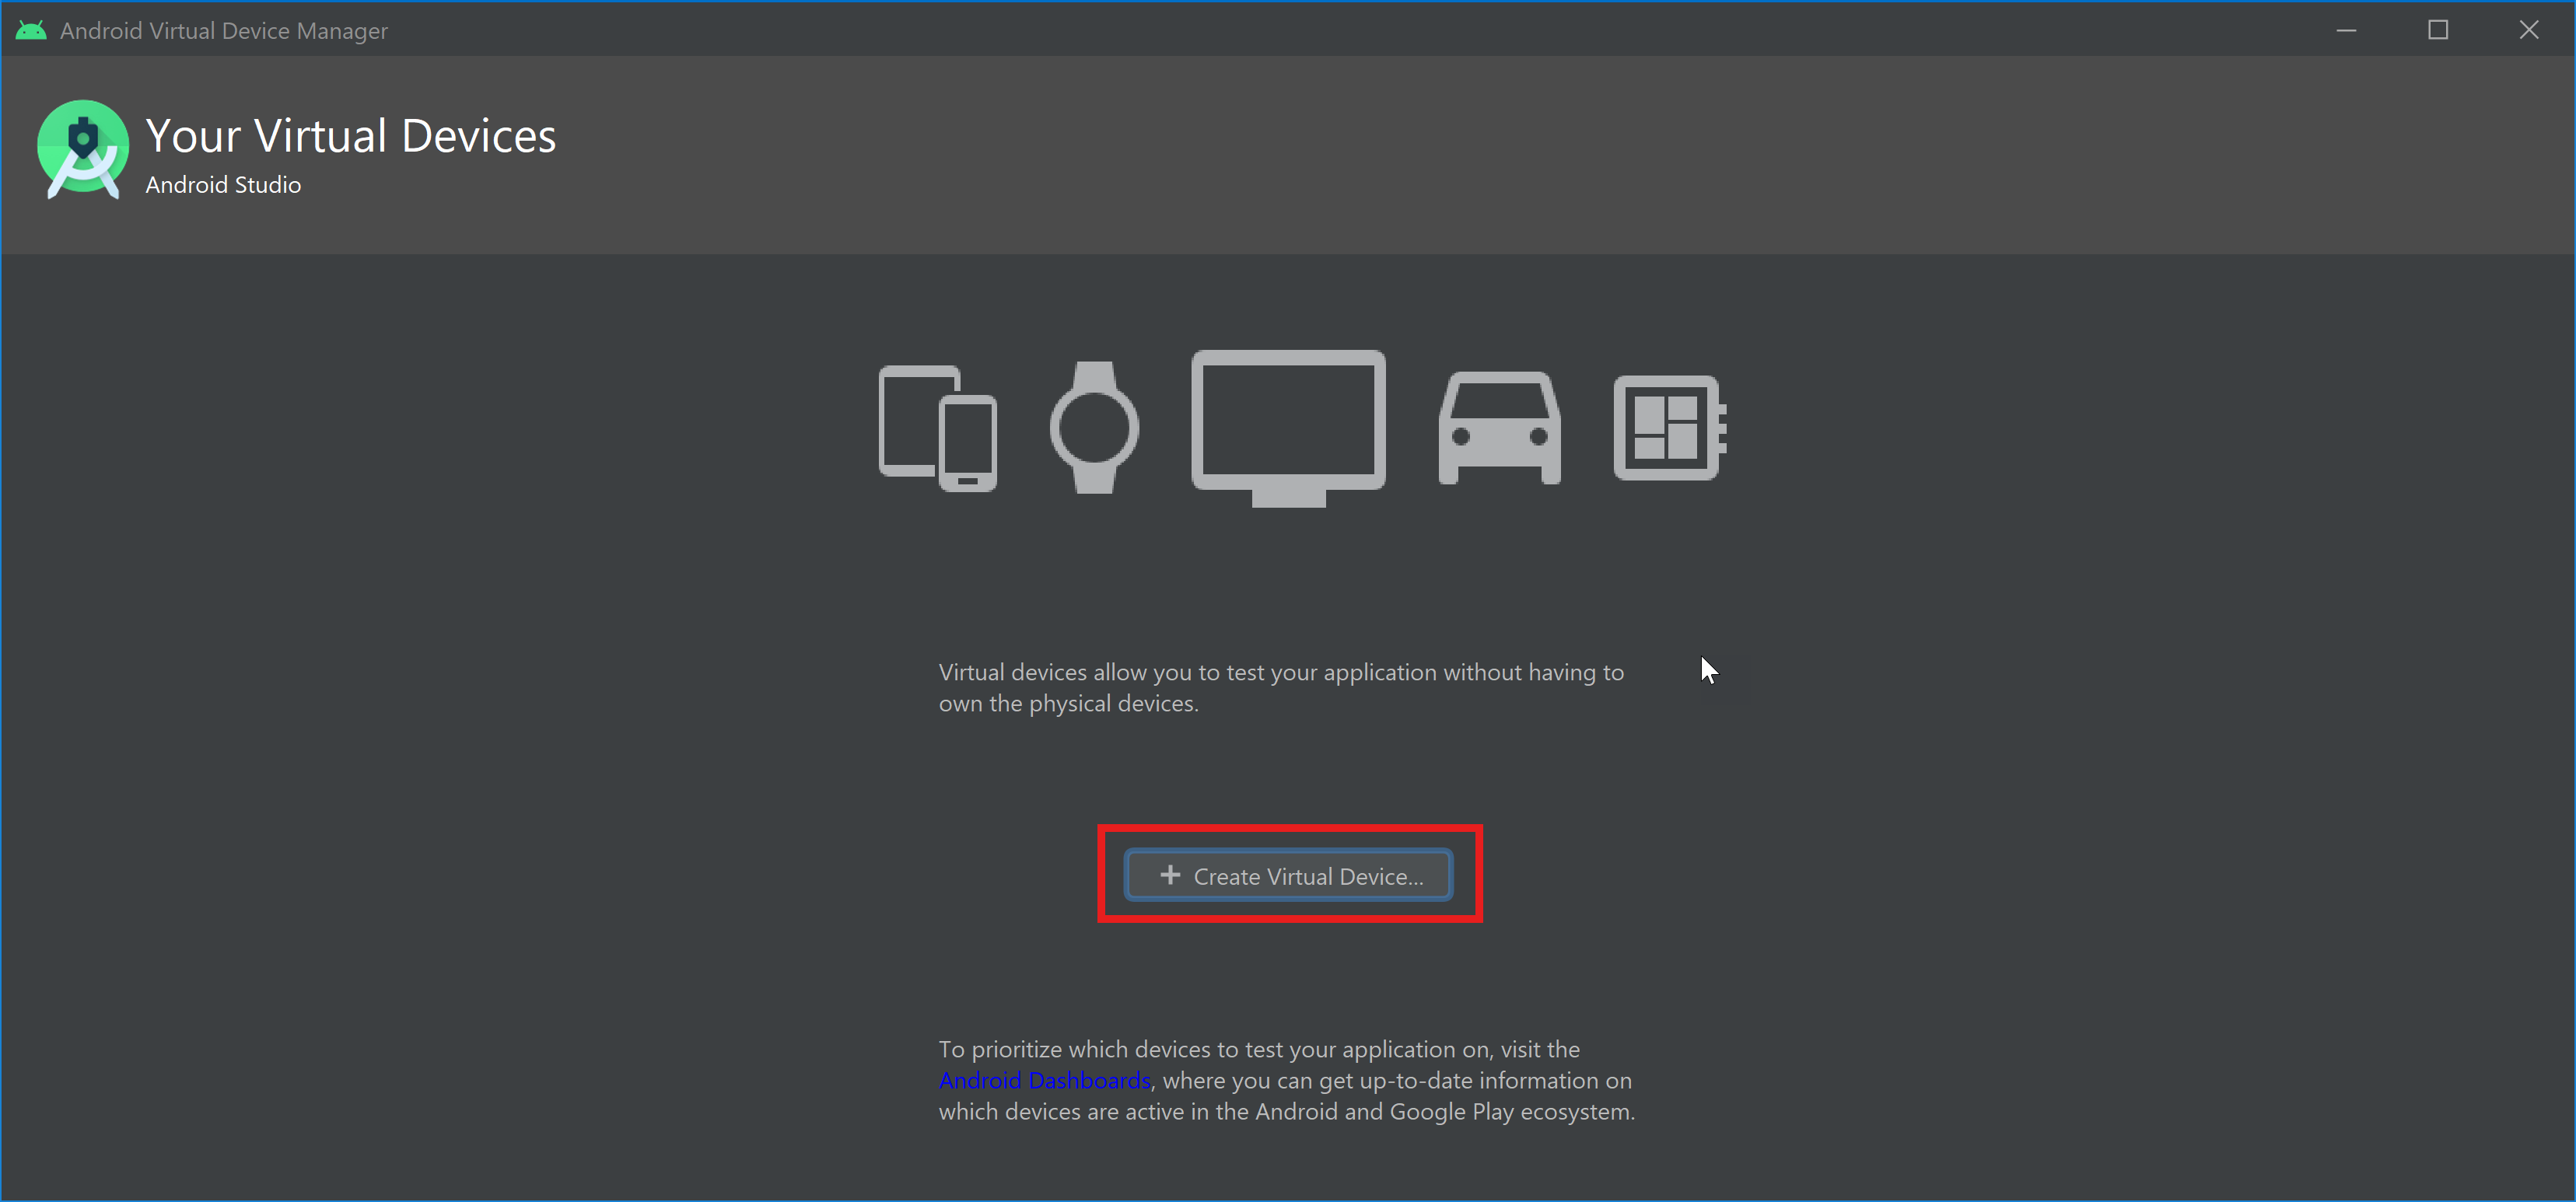 Android Virtual Device Manager
Your Virtual Devices
Android Studio
Virtual devices allow you to test your application without having to
own the physical devices.
+ Create Virtual Device...
To prioritize which devices to test your application on, visit the
Android Dashboards, where you can get up-to-date information on
which devices are active in the Android and Google Play ecosystem.